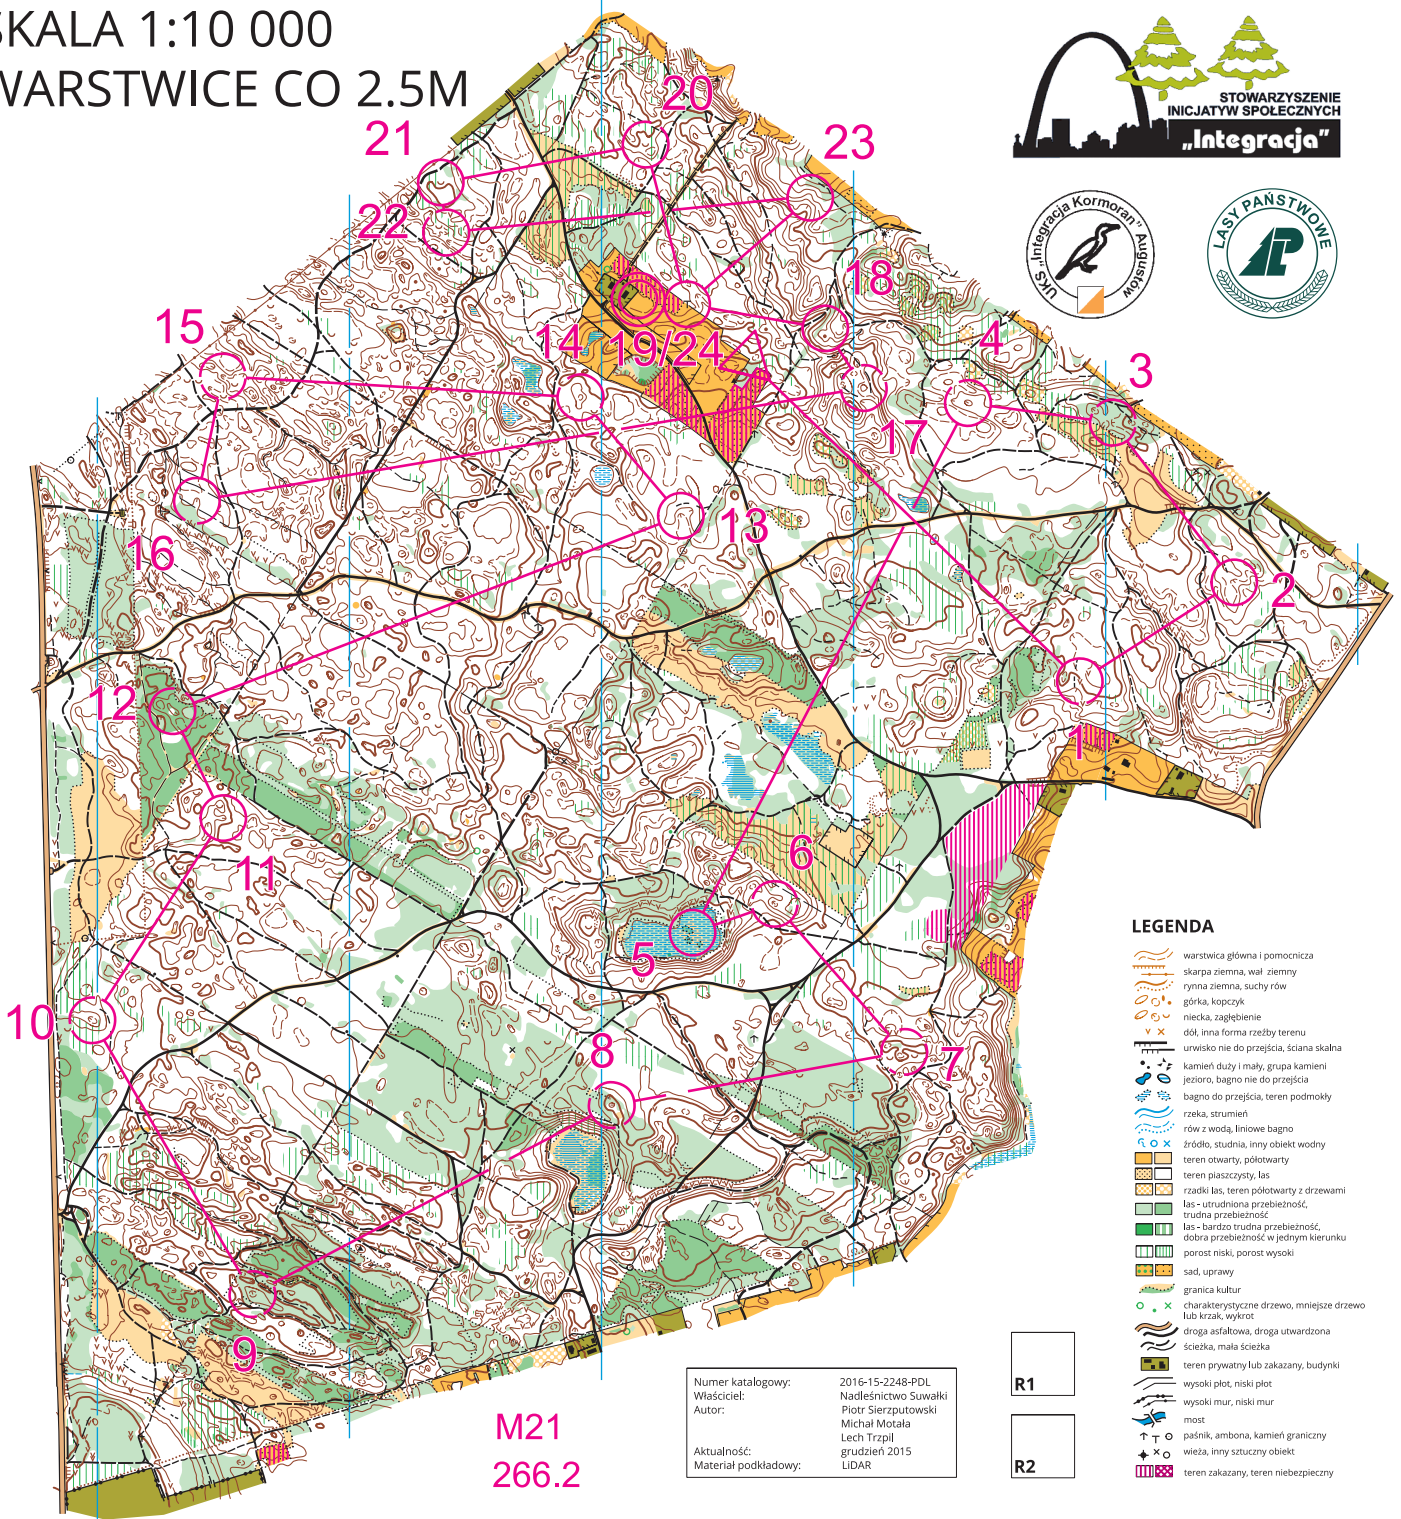 SKALA 1:10 000
WARSTWICE CO 2.5M
STOWARZYSZENIE
INICJATYW SPOŁECZNYCH
„Integracja”
UKS „Integracja Kormoran” Augustów
LASY PAŃSTWOWE
20
21
23
22
18
15
14
19/24
4
3
17
13
16
2
12
1
6
11
5
10
8
7
9
M21
266.2
LEGENDA
warstwica główna i pomocnicza
skarpa ziemna, wał ziemny
rynna ziemna, suchy rów
górka, kopczyk
niecka, zagłębienie
dół, inna forma rzeźby terenu
urwisko nie do przejścia, ściana skalna
kamień duży i mały, grupa kamieni
jezioro, bagno nie do przejścia
bagno do przejścia, teren podmokły
rzeka, strumień
rów z wodą, liniowe bagno
źródło, studnia, inny obiekt wodny
teren otwarty, półotwarty
teren piaszczysty, las
rzadki las, teren półotwarty z drzewami
las - utrudniona przebieżność,
trudna przebieżność
las - bardzo trudna przebieżność,
dobra przebieżność w jednym kierunku
porost niski, porost wysoki
sad, uprawy
granica kultur
charakterystyczne drzewo, mniejsze drzewo
lub krzak, wykrot
droga asfaltowa, droga utwardzona
ścieżka, mała ścieżka
teren prywatny lub zakazany, budynki
wysoki płot, niski płot
wysoki mur, niski mur
most
paśnik, ambona, kamień graniczny
wieża, inny sztuczny obiekt
teren zakazany, teren niebezpieczny
R1
R2
Numer katalogowy: 2016-15-2248-PDL
Właściciel: Nadleśnictwo Suwałki
Autor: Piotr Sierzputowski
Michał Motała
Lech Trzpil
Aktualność: grudzień 2015
Materiał podkładowy: LiDAR